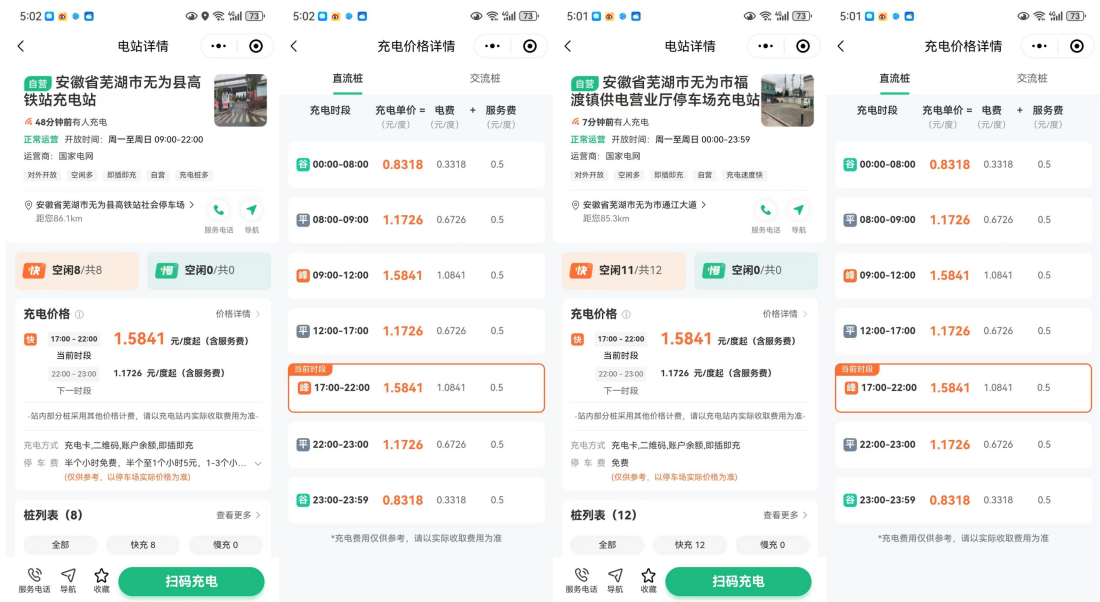 5:02
4G
73
电站详情
自营 安徽省芜湖市无为县高
铁站充电站
48分钟前有人充电
正常运营 开放时间：周一至周日 09:00-22:00
运营商：国家电网
对外开放 空闲多 即插即充 自营 充电桩多
安徽省芜湖市无为县高铁站社会停车场 >
距您86.1km
服务电话 导航
快 空闲8/共8
慢 空闲0/共0
充电价格
价格详情 >
快 17:00 - 22:00 1.5841 元/度起（含服务费）
当前时段
22:00 - 23:00 1.1726 元/度起（含服务费）
下一时段
-站内部分桩采用其他价格计费，请以充电站内实际收取费用为准-
充电方式 充电卡,二维码,账户余额,即插即充
停 车 费 半个小时免费，半个至1个小时5元，1-3个小...
(仅供参考，以停车场实际价格为准)
桩列表（8）
查看更多 >
全部 快充 8 慢充 0
服务电话 导航 收藏 扫码充电
5:02
4G
73
充电价格详情
直流桩 交流桩
充电时段 充电单价 = 电费 + 服务费
（元/度） （元/度） （元/度）
谷 00:00-08:00 0.8318 0.3318 0.5
平 08:00-09:00 1.1726 0.6726 0.5
峰 09:00-12:00 1.5841 1.0841 0.5
平 12:00-17:00 1.1726 0.6726 0.5
当前时段
峰 17:00-22:00 1.5841 1.0841 0.5
平 22:00-23:00 1.1726 0.6726 0.5
谷 23:00-23:59 0.8318 0.3318 0.5
*充电费用仅供参考，请以实际收取费用为准
5:01
4G
73
电站详情
自营 安徽省芜湖市无为市福
渡镇供电营业厅停车场充电站
7分钟前有人充电
正常运营 开放时间：周一至周日 00:00-23:59
运营商：国家电网
对外开放 空闲多 即插即充 自营 充电速度快
安徽省芜湖市无为市通江大道 >
距您85.3km
服务电话 导航
快 空闲11/共12
慢 空闲0/共0
充电价格
价格详情 >
快 17:00 - 22:00 1.5841 元/度起（含服务费）
当前时段
22:00 - 23:00 1.1726 元/度起（含服务费）
下一时段
-站内部分桩采用其他价格计费，请以充电站内实际收取费用为准-
充电方式 充电卡,二维码,账户余额,即插即充
停 车 费 免费
(仅供参考，以停车场实际价格为准)
桩列表（12）
查看更多 >
全部 快充 12 慢充 0
服务电话 导航 收藏 扫码充电
5:01
4G
73
充电价格详情
直流桩 交流桩
充电时段 充电单价 = 电费 + 服务费
（元/度） （元/度） （元/度）
谷 00:00-08:00 0.8318 0.3318 0.5
平 08:00-09:00 1.1726 0.6726 0.5
峰 09:00-12:00 1.5841 1.0841 0.5
平 12:00-17:00 1.1726 0.6726 0.5
当前时段
峰 17:00-22:00 1.5841 1.0841 0.5
平 22:00-23:00 1.1726 0.6726 0.5
谷 23:00-23:59 0.8318 0.3318 0.5
*充电费用仅供参考，请以实际收取费用为准